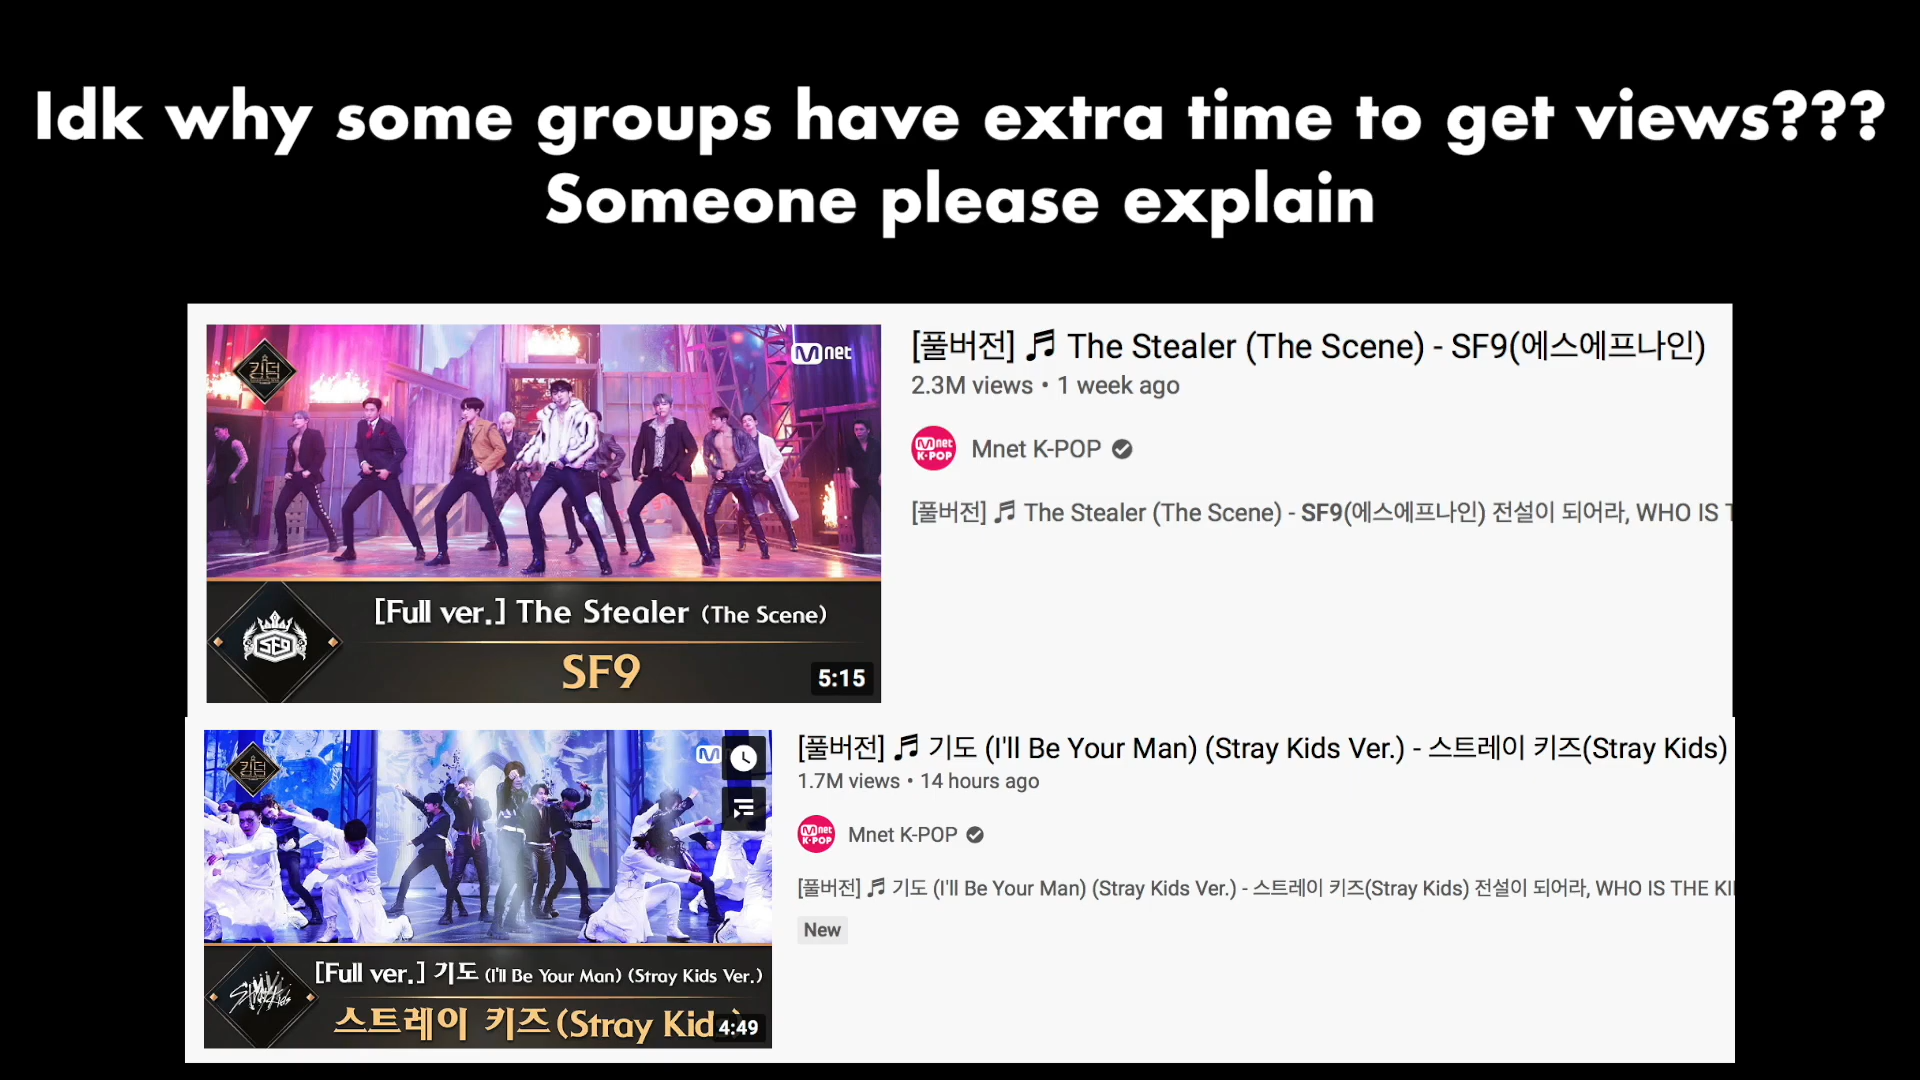 Idk why some groups have extra time to get views???
Someone please explain
킹덤
Mnet
[Full ver.] The Stealer (The Scene)
SF9
SF9
5:15
[풀버전] ♬ The Stealer (The Scene) - SF9(에스에프나인)
2.3M views • 1 week ago
Mnet K-POP
Mnet K-POP
[풀버전] ♬ The Stealer (The Scene) - SF9(에스에프나인) 전설이 되어라, WHO IS T
킹덤
M
[Full ver.] 기도 (I'll Be Your Man) (Stray Kids Ver.)
Stray Kids
스트레이 키즈(Stray Kid
4:49
[풀버전] ♬ 기도 (I'll Be Your Man) (Stray Kids Ver.) - 스트레이 키즈(Stray Kids)
1.7M views • 14 hours ago
Mnet K-POP
Mnet K-POP
[풀버전] ♬ 기도 (I'll Be Your Man) (Stray Kids Ver.) - 스트레이 키즈(Stray Kids) 전설이 되어라, WHO IS THE KI
New